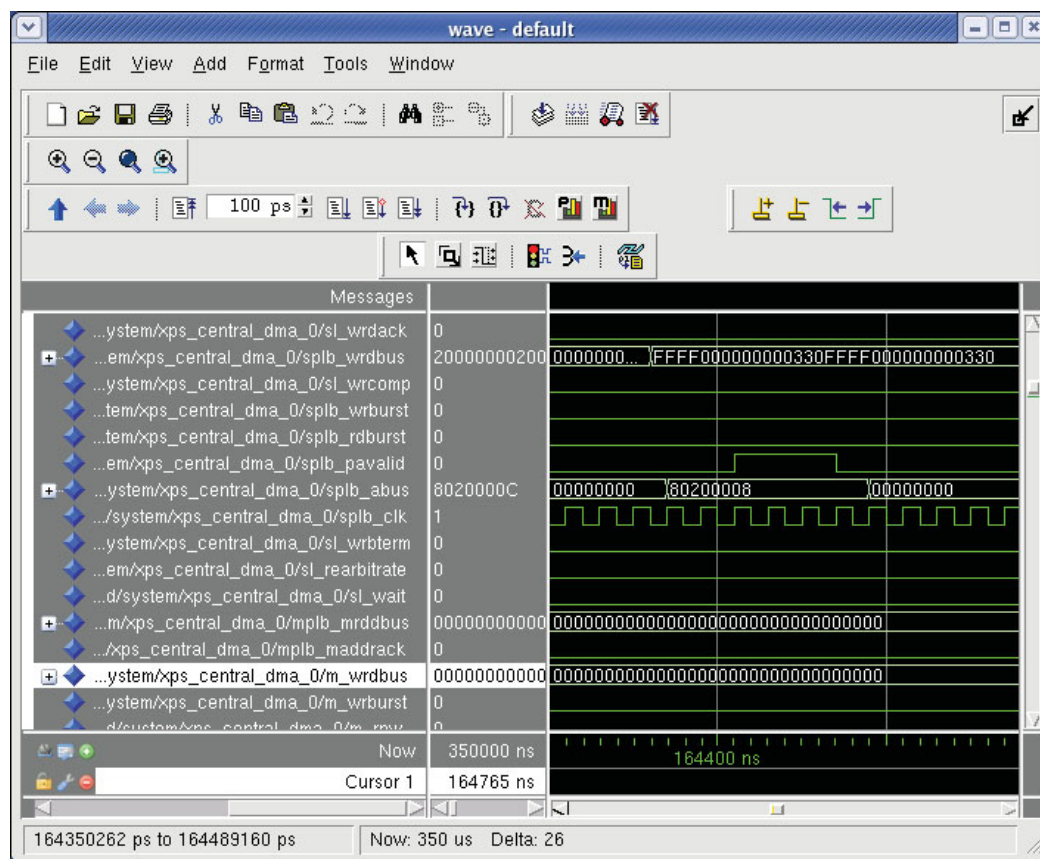 wave - default
File Edit View Add Format Tools Window
100 ps
Messages
...ystem/xps_central_dma_0/sl_wrdack 0
...em/xps_central_dma_0/splb_wrdbus 20000000200 0000000... FFFF000000000330FFFF000000000330
...ystem/xps_central_dma_0/sl_wrcomp 0
...tem/xps_central_dma_0/splb_wrburst 0
...tem/xps_central_dma_0/splb_rdburst 0
...em/xps_central_dma_0/splb_pavalid 0
...ystem/xps_central_dma_0/splb_abus 8020000C 00000000 80200008 00000000
.../system/xps_central_dma_0/splb_clk 1
...ystem/xps_central_dma_0/sl_wrbterm 0
...em/xps_central_dma_0/sl_rearbitrate 0
...d/system/xps_central_dma_0/sl_wait 0
...m/xps_central_dma_0/mplb_mrddbus 00000000000 00000000000000000000000000000000
.../xps_central_dma_0/mplb_maddrack 0
...ystem/xps_central_dma_0/m_wrdbus 00000000000 00000000000000000000000000000000
...ystem/xps_central_dma_0/m_wrburst 0
Now 350000 ns 164400 ns
Cursor 1 164765 ns
164350262 ps to 164489160 ps Now: 350 us Delta: 26